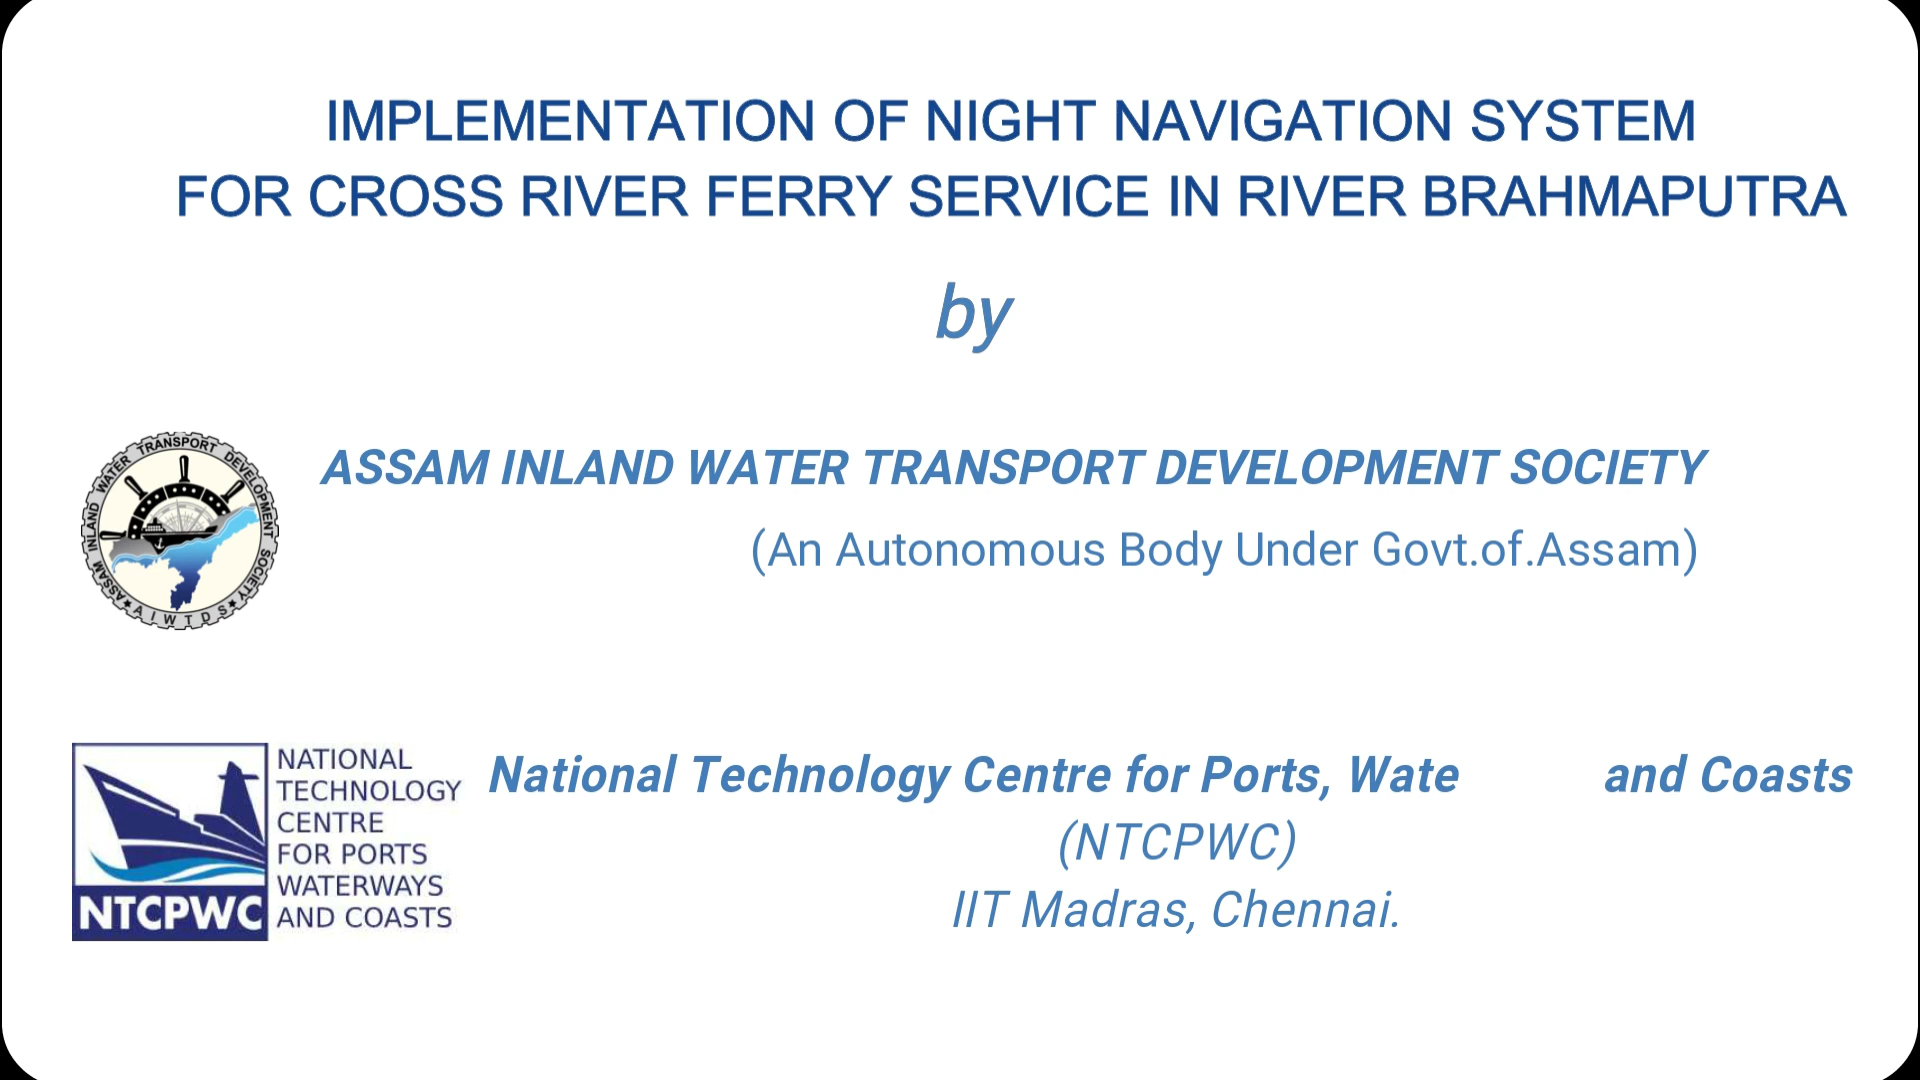 IMPLEMENTATION OF NIGHT NAVIGATION SYSTEM
FOR CROSS RIVER FERRY SERVICE IN RIVER BRAHMAPUTRA
by
ASSAM INLAND WATER TRANSPORT DEVELOPMENT SOCIETY
A I W T D S
ASSAM INLAND WATER TRANSPORT DEVELOPMENT SOCIETY
(An Autonomous Body Under Govt.of.Assam)
NTCPWC
NATIONAL
TECHNOLOGY
CENTRE
FOR PORTS
WATERWAYS
AND COASTS
National Technology Centre for Ports, Wate and Coasts
(NTCPWC)
IIT Madras, Chennai.